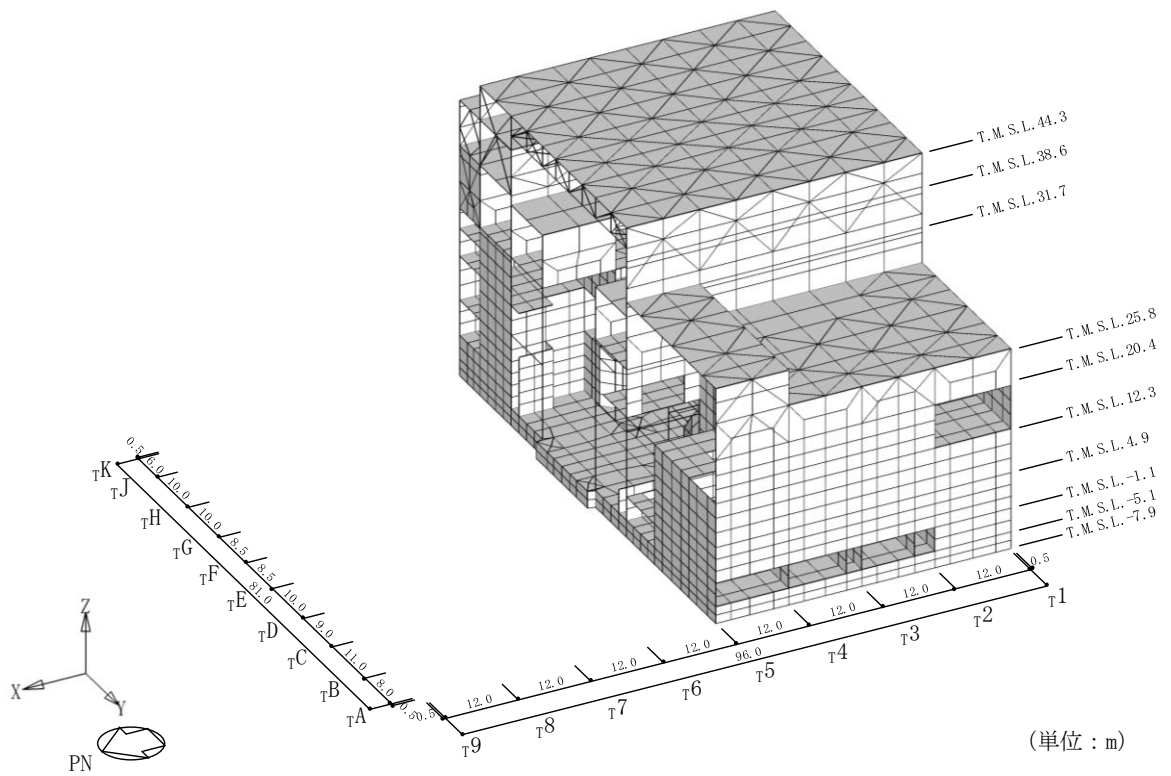 T.M.S.L.44.3
T.M.S.L.38.6
T.M.S.L.31.7
T.M.S.L.25.8
T.M.S.L.20.4
T.M.S.L.12.3
T.M.S.L.4.9
T.M.S.L.-1.1
T.M.S.L.-5.1
T.M.S.L.-7.9
TK
TJ
TH
TG
TF
TE
TD
TC
TB
TA
0.5
6.0
10.0
10.0
8.5
8.5
10.0
9.0
11.0
8.0
0.5
81.0
0.5
12.0
12.0
12.0
12.0
12.0
12.0
12.0
12.0
0.5
96.0
T9
T8
T7
T6
T5
T4
T3
T2
T1
Z
X
Y
PN
(単位：m)